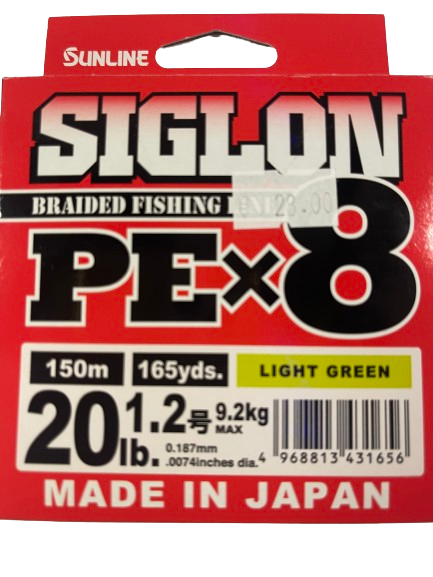 SUNLINE
SIGLON
BRAIDED FISHING
23.00
PE×8
150m 165yds. LIGHT GREEN
20lb. 1.2号 9.2kg MAX
0.187mm
.0074inches dia.
4 968813 431656
MADE IN JAPAN